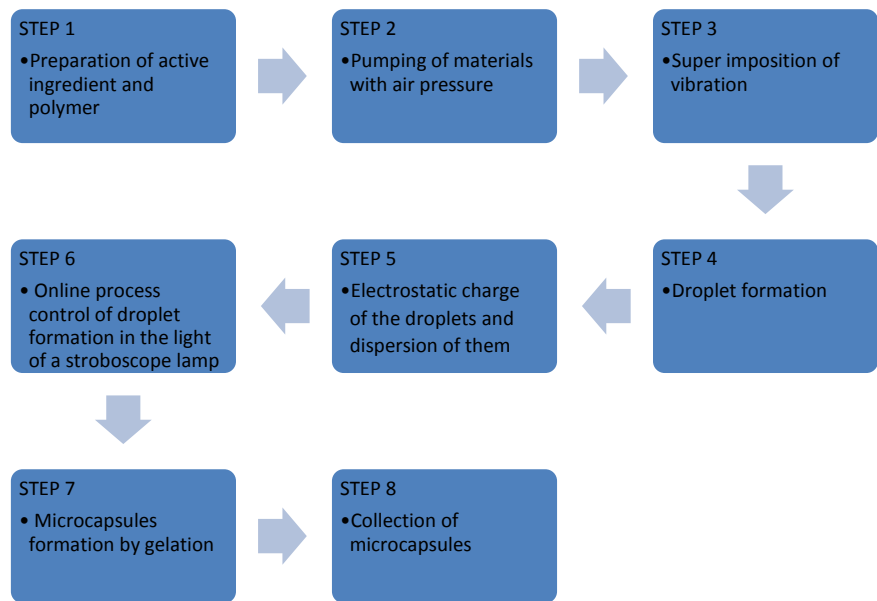 STEP 1
•Preparation of active
ingredient and
polymer
STEP 2
•Pumping of materials
with air pressure
STEP 3
•Super imposition of
vibration
STEP 4
•Droplet formation
STEP 5
•Electrostatic charge
of the droplets and
dispersion of them
STEP 6
• Online process
control of droplet
formation in the light
of a stroboscope lamp
STEP 7
• Microcapsules
formation by gelation
STEP 8
•Collection of
microcapsules